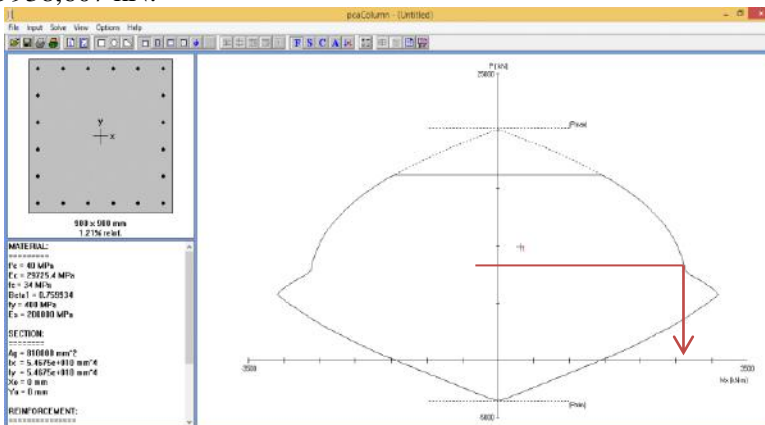 pcaColumn - (Untitled)
File Input Solve View Options Help
F S C A
y
x
900 x 900 mm
1.21% reinf.
MATERIAL:
=========
f'c = 40 MPa
Ec = 29725.4 MPa
fc = 34 MPa
Beta1 = 0.759934
fy = 400 MPa
Es = 200000 MPa
SECTION:
========
Ag = 810000 mm^2
Ix = 5.4675e+010 mm^4
Iy = 5.4675e+010 mm^4
Xo = 0 mm
Yo = 0 mm
REINFORCEMENT:
P (kN)
25000
(Pmax)
-3500
3500
Mx (kNm)
(Pmin)
-5000